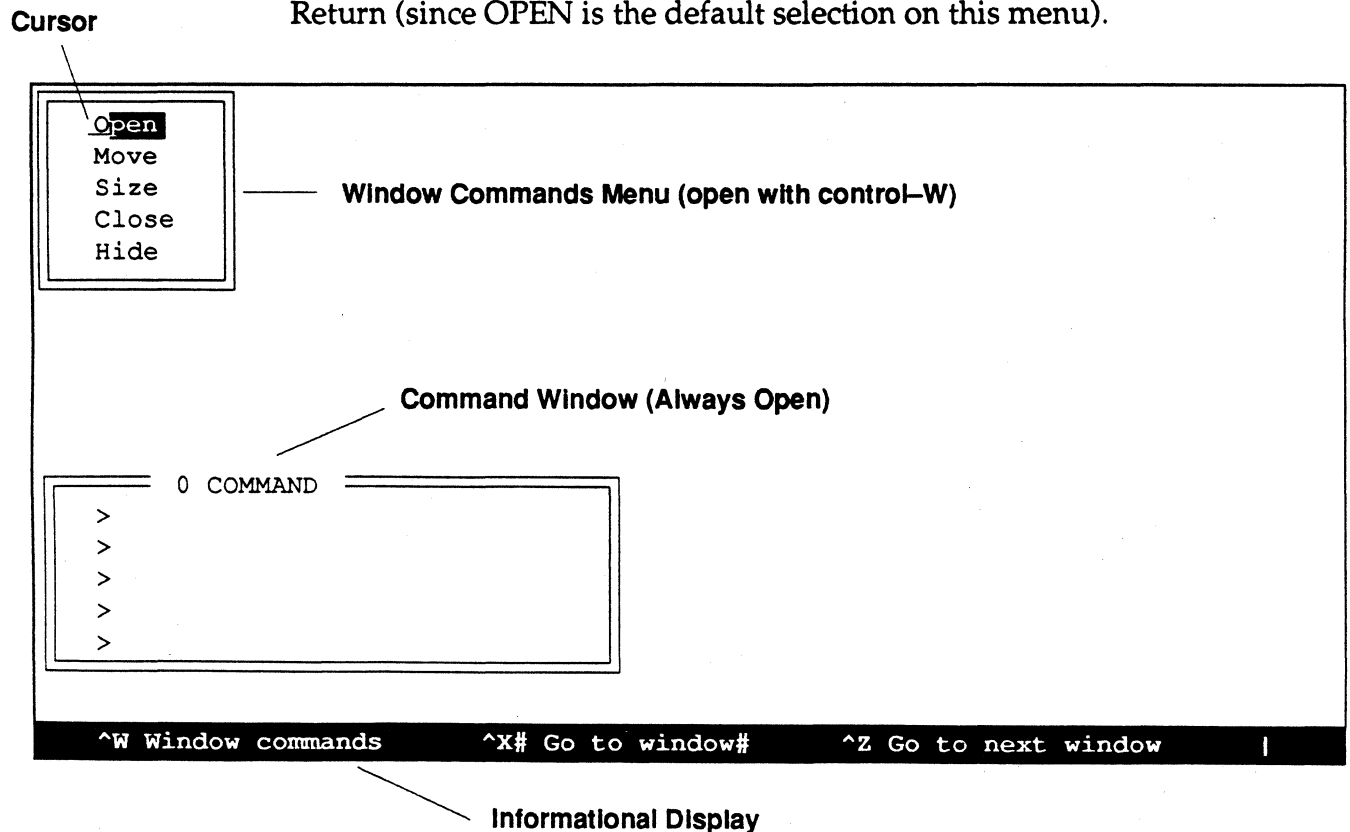 Return (since OPEN is the default selection on this menu).
Cursor
Open
Move
Size
Close
Hide
Window Commands Menu (open with control–W)
Command Window (Always Open)
0 COMMAND
>
>
>
>
>
^W Window commands ^X# Go to window# ^Z Go to next window |
Informational Display